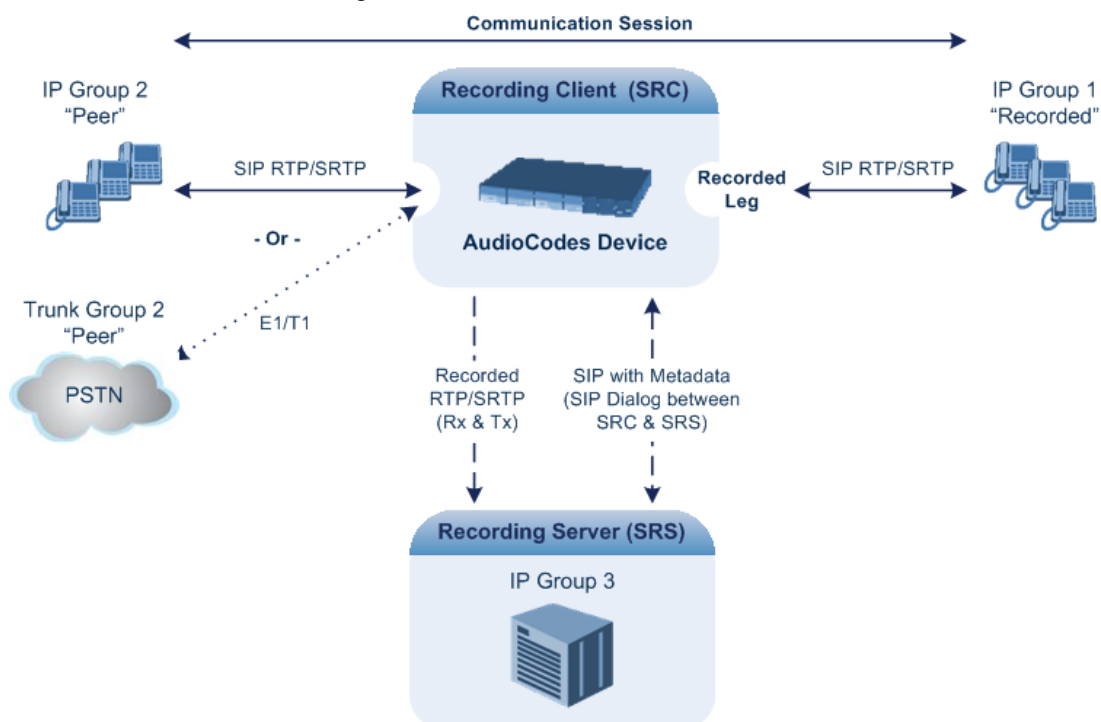 Communication Session
IP Group 2
“Peer”
Recording Client (SRC)
IP Group 1
“Recorded”
SIP RTP/SRTP
Recorded
Leg
SIP RTP/SRTP
- Or -
AudioCodes Device
Trunk Group 2
“Peer”
E1/T1
PSTN
Recorded
RTP/SRTP
(Rx & Tx)
SIP with Metadata
(SIP Dialog between
SRC & SRS)
Recording Server (SRS)
IP Group 3